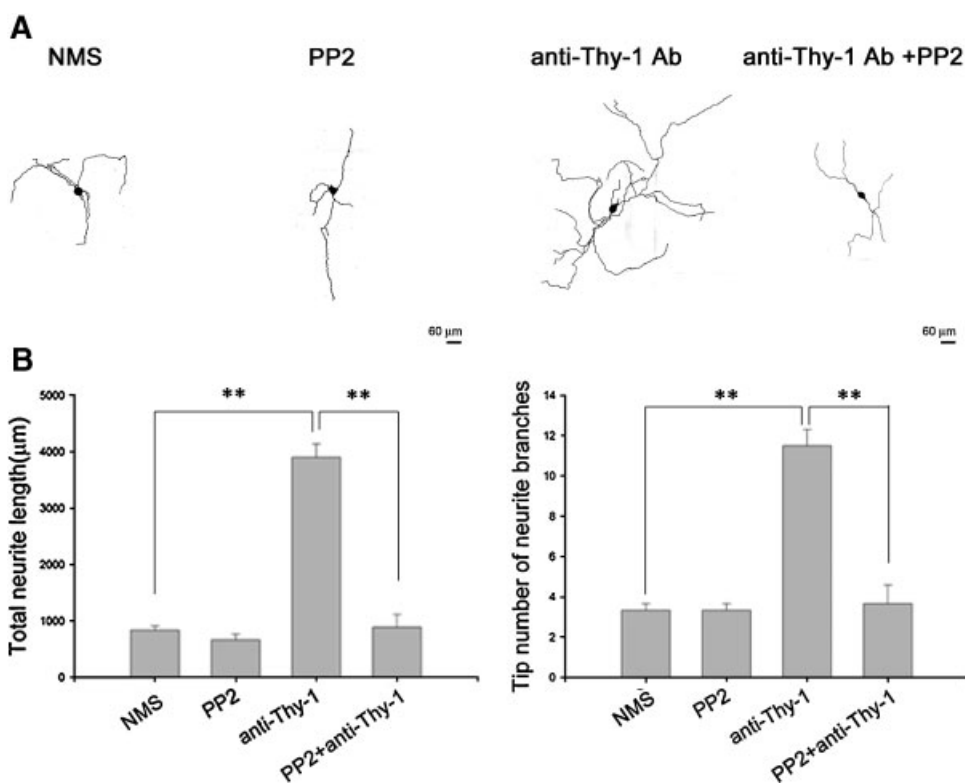 A
NMS
PP2
anti-Thy-1 Ab
anti-Thy-1 Ab +PP2
60 µm
60 µm
B
Total neurite length(µm)
5000
4000
3000
2000
1000
0
**
**
NMS
PP2
anti-Thy-1
PP2+anti-Thy-1
Tip number of neurite branches
14
12
10
8
6
4
2
0
**
**
NMS
PP2
anti-Thy-1
PP2+anti-Thy-1